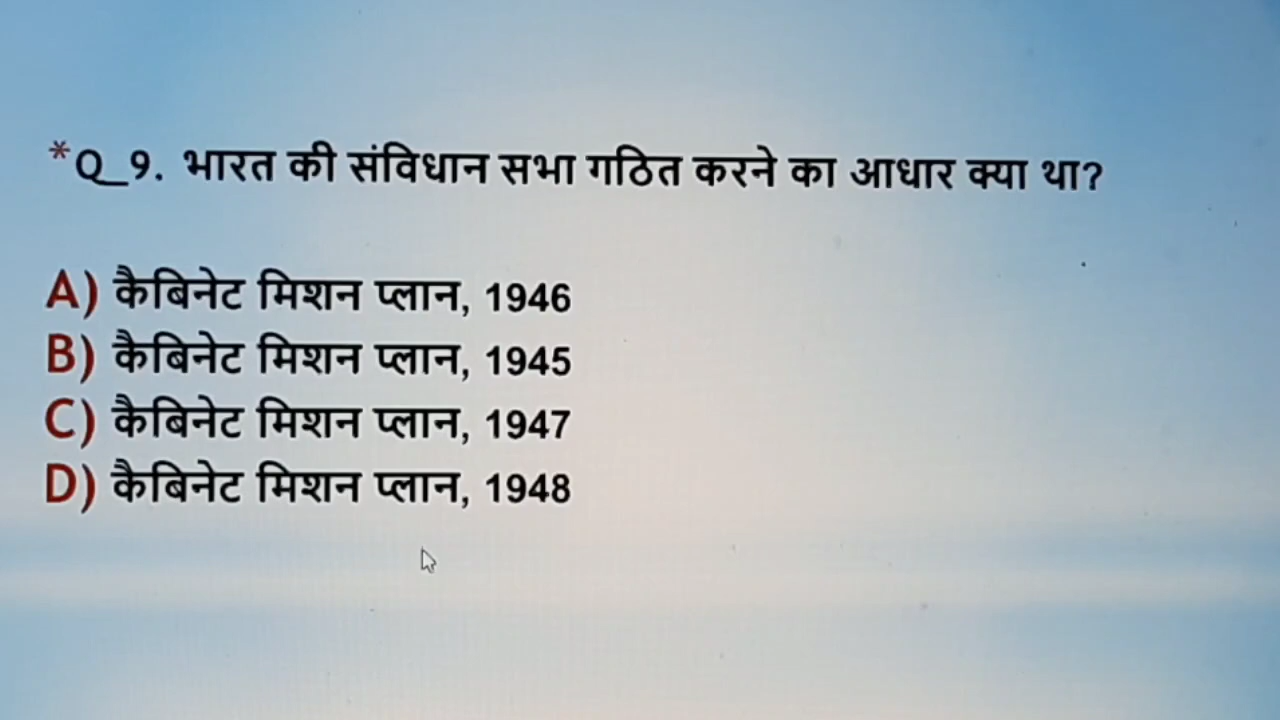 *Q_9. भारत की संविधान सभा गठित करने का आधार क्या था?
A) कैबिनेट मिशन प्लान, 1946
B) कैबिनेट मिशन प्लान, 1945
C) कैबिनेट मिशन प्लान, 1947
D) कैबिनेट मिशन प्लान, 1948